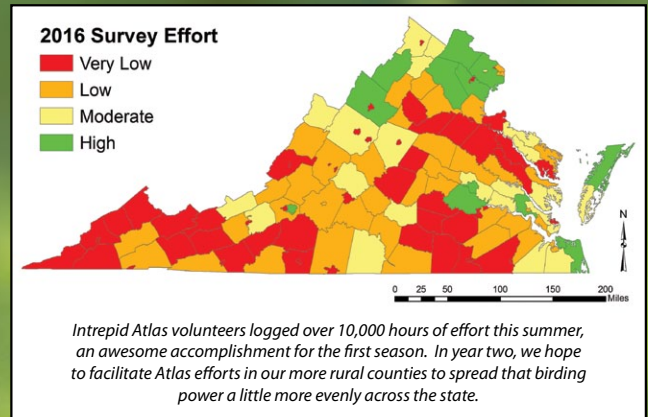 2016 Survey Effort
Very Low
Low
Moderate
High
N
0 25 50 100 150 200
Miles
Intrepid Atlas volunteers logged over 10,000 hours of effort this summer,
an awesome accomplishment for the first season. In year two, we hope
to facilitate Atlas efforts in our more rural counties to spread that birding
power a little more evenly across the state.